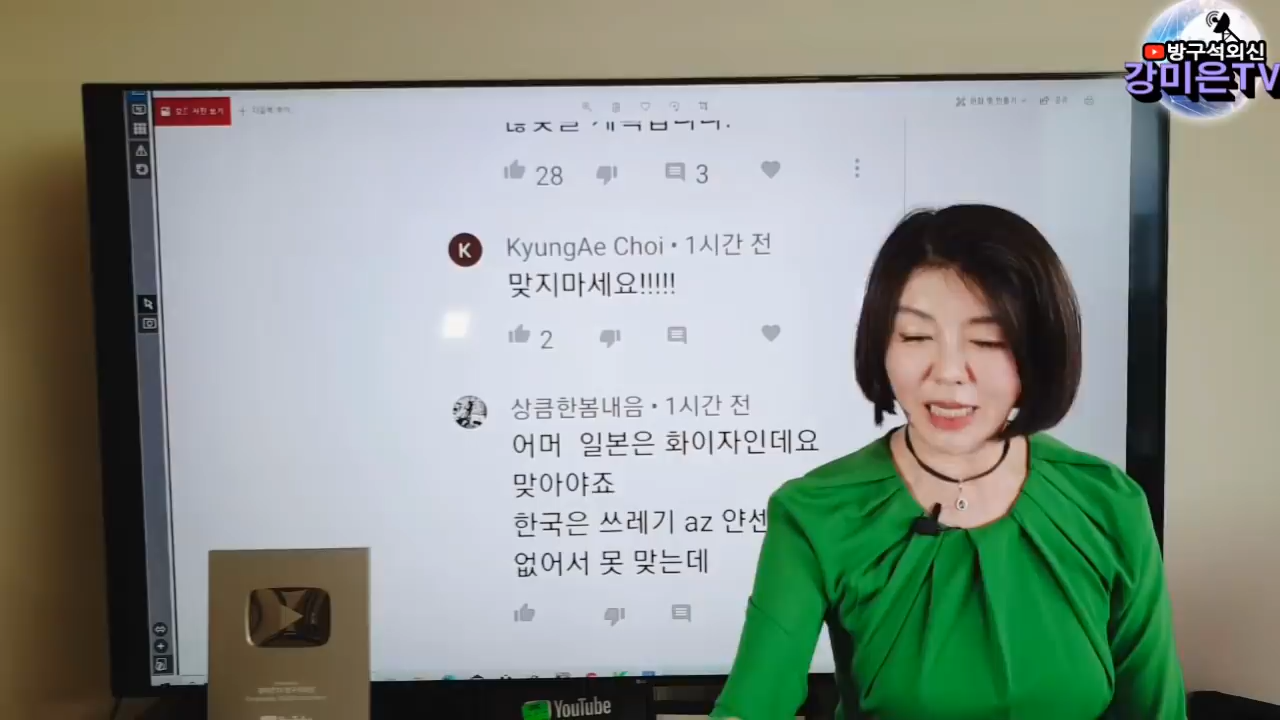 방구석외신
강미은TV
28
3
KyungAe Choi • 1시간 전
맞지마세요!!!!!
2
상큼한봄내음 • 1시간 전
어머 일본은 화이자인데요
맞아야죠
한국은 쓰레기 az 얀센
없어서 못 맞는데
YouTube